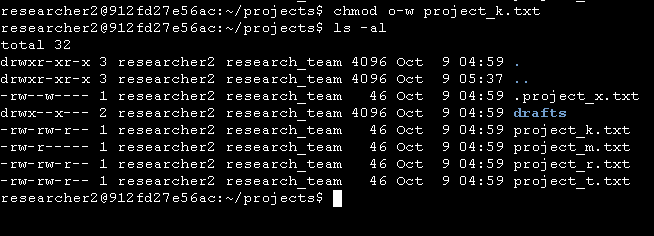 researcher2@912fd27e56ac:~/projects$ chmod o-w project_k.txt
researcher2@912fd27e56ac:~/projects$ ls -al
total 32
drwxr-xr-x 3 researcher2 research_team 4096 Oct  9 04:59 .
drwxr-xr-x 3 researcher2 research_team 4096 Oct  9 05:37 ..
-rw--w---- 1 researcher2 research_team   46 Oct  9 04:59 .project_x.txt
drwx--x--- 2 researcher2 research_team 4096 Oct  9 04:59 drafts
-rw-rw-r-- 1 researcher2 research_team   46 Oct  9 04:59 project_k.txt
-rw-r----- 1 researcher2 research_team   46 Oct  9 04:59 project_m.txt
-rw-rw-r-- 1 researcher2 research_team   46 Oct  9 04:59 project_r.txt
-rw-rw-r-- 1 researcher2 research_team   46 Oct  9 04:59 project_t.txt
researcher2@912fd27e56ac:~/projects$